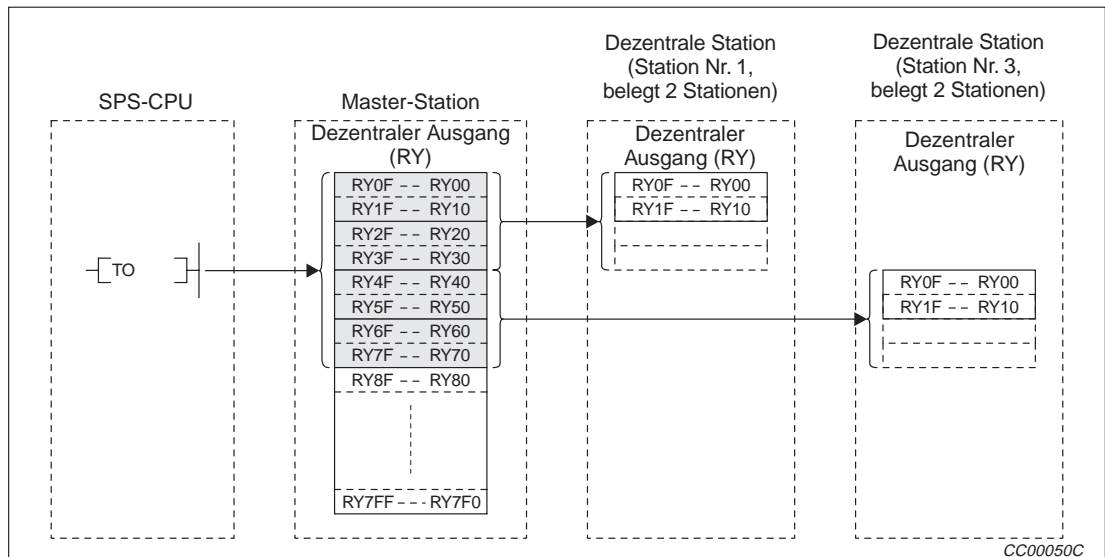 SPS-CPU
TO
Master-Station
Dezentraler Ausgang
(RY)
RY0F -- RY00
RY1F -- RY10
RY2F -- RY20
RY3F -- RY30
RY4F -- RY40
RY5F -- RY50
RY6F -- RY60
RY7F -- RY70
RY8F -- RY80
RY7FF --- RY7F0
Dezentrale Station
(Station Nr. 1,
belegt 2 Stationen)
Dezentraler
Ausgang (RY)
RY0F -- RY00
RY1F -- RY10
Dezentrale Station
(Station Nr. 3,
belegt 2 Stationen)
Dezentraler
Ausgang (RY)
RY0F -- RY00
RY1F -- RY10
CC00050C